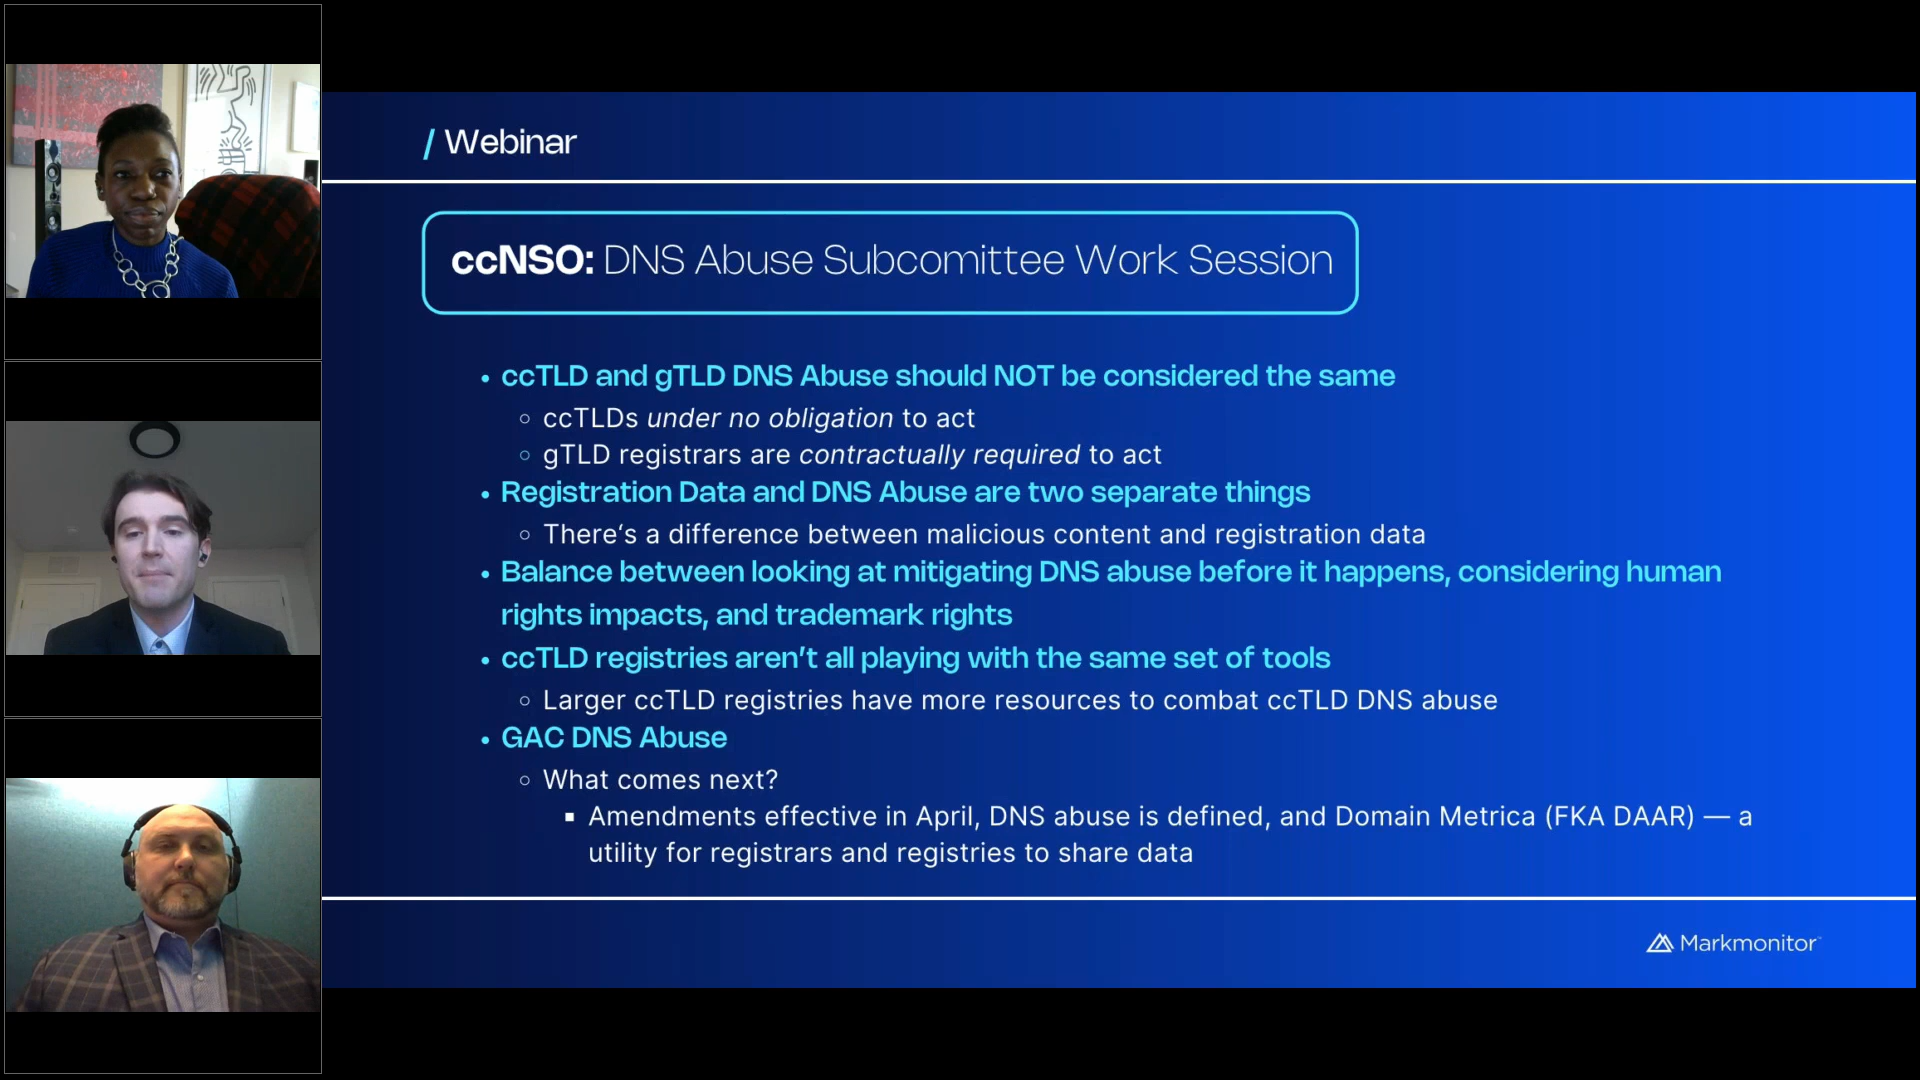 / Webinar
ccNSO: DNS Abuse Subcomittee Work Session
• ccTLD and gTLD DNS Abuse should NOT be considered the same
○ ccTLDs under no obligation to act
○ gTLD registrars are contractually required to act
• Registration Data and DNS Abuse are two separate things
○ There‘s a difference between malicious content and registration data
• Balance between looking at mitigating DNS abuse before it happens, considering human
rights impacts, and trademark rights
• ccTLD registries aren’t all playing with the same set of tools
○ Larger ccTLD registries have more resources to combat ccTLD DNS abuse
• GAC DNS Abuse
○ What comes next?
▪ Amendments effective in April, DNS abuse is defined, and Domain Metrica (FKA DAAR) — a
utility for registrars and registries to share data
Markmonitor™